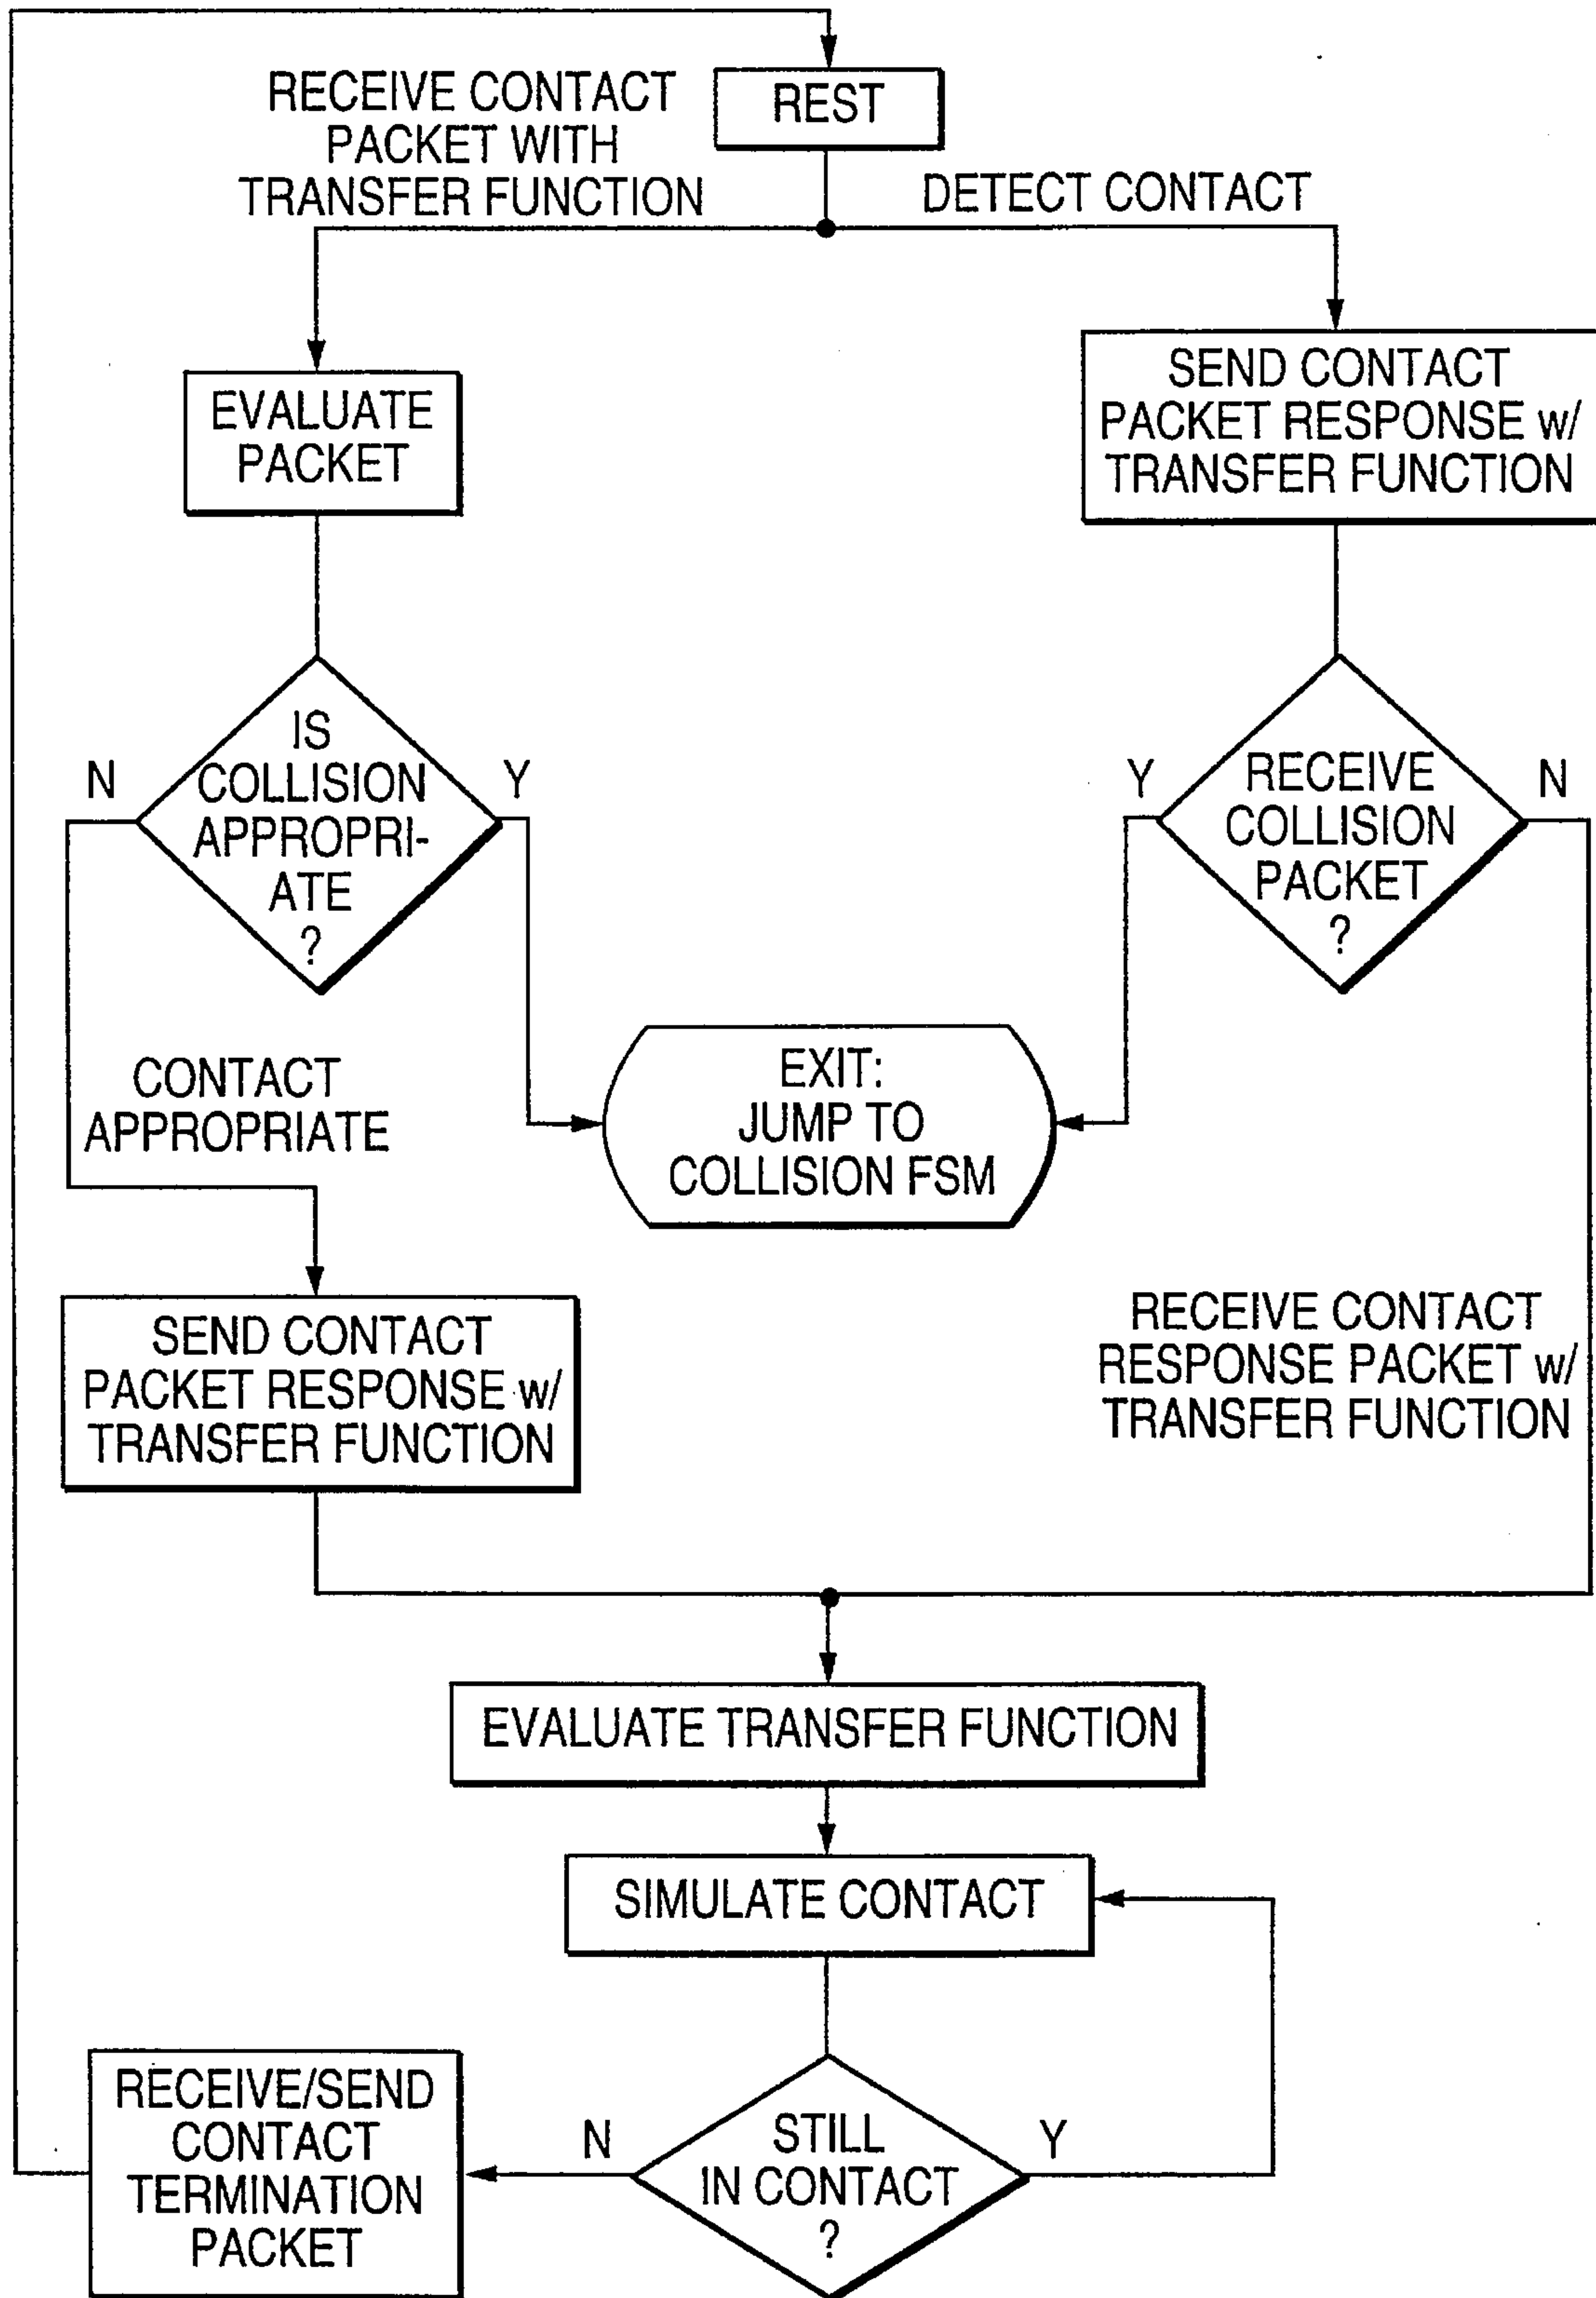 REST
RECEIVE CONTACT
PACKET WITH
TRANSFER FUNCTION
DETECT CONTACT
EVALUATE
PACKET
SEND CONTACT
PACKET RESPONSE w/
TRANSFER FUNCTION
IS
COLLISION
APPROPRI-
ATE
?
N
Y
RECEIVE
COLLISION
PACKET
?
Y
N
CONTACT
APPROPRIATE
EXIT:
JUMP TO
COLLISION FSM
SEND CONTACT
PACKET RESPONSE w/
TRANSFER FUNCTION
RECEIVE CONTACT
RESPONSE PACKET w/
TRANSFER FUNCTION
EVALUATE TRANSFER FUNCTION
SIMULATE CONTACT
RECEIVE/SEND
CONTACT
TERMINATION
PACKET
N
STILL
IN CONTACT
?
Y